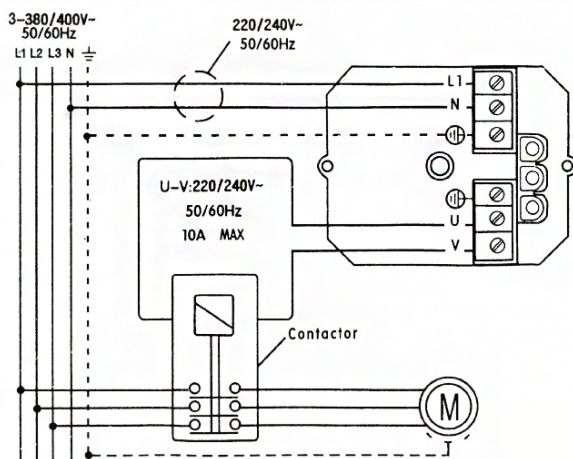 3-380/400V~
50/60Hz
L1 L2 L3 N
220/240V~
50/60Hz
L1
N
U-V:220/240V~
50/60Hz
10A MAX
U
V
Contactor
M